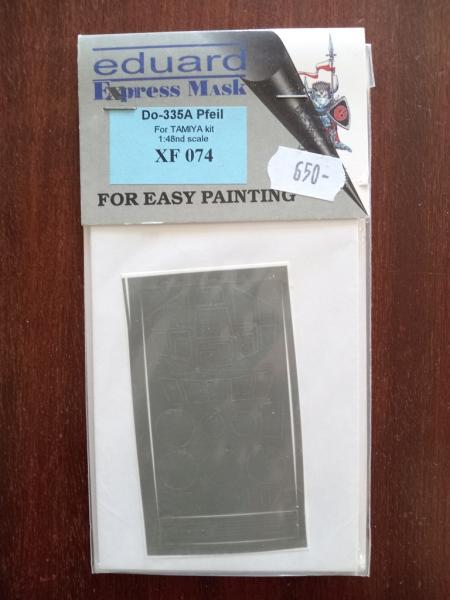 eduard
Express Mask
Do-335A Pfeil
For TAMIYA kit
1:48nd scale
XF 074
650-
FOR EASY PAINTING